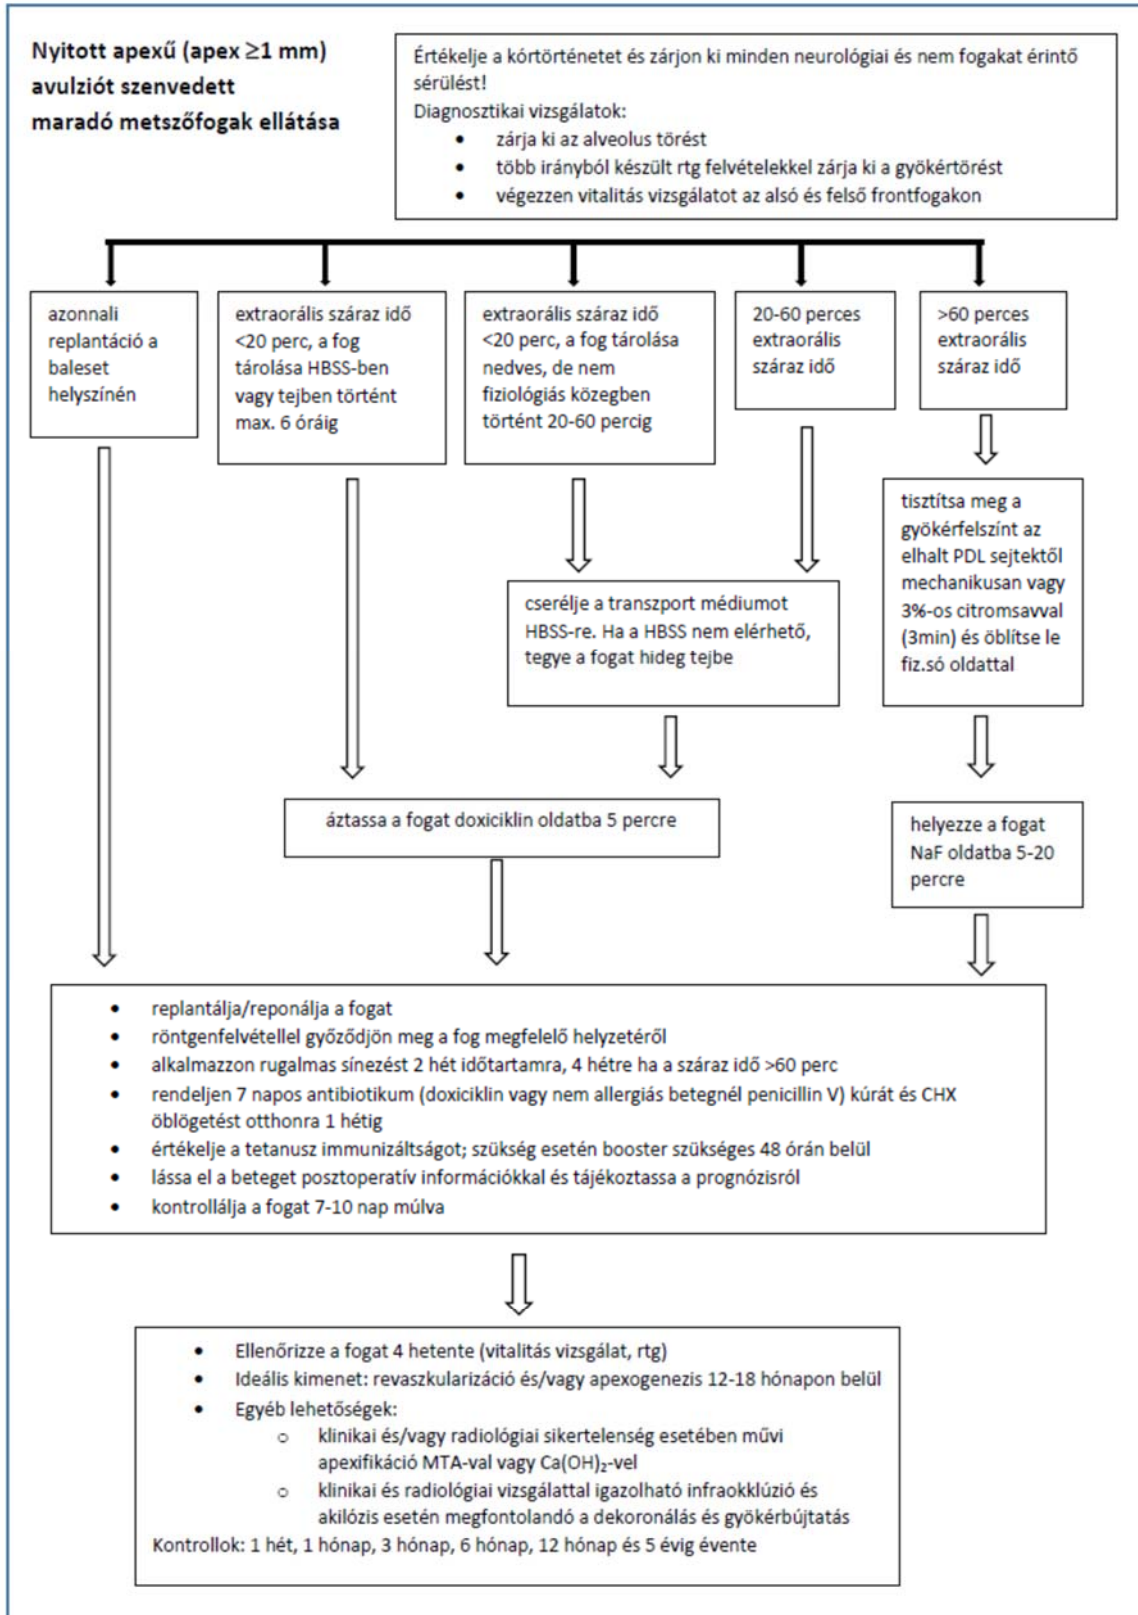 Nyitott apexű (apex ≥1 mm)
avulziót szenvedett
maradó metszőfogak ellátása
Értékelje a kórtörténetet és zárjon ki minden neurológiai és nem fogakat érintő
sérülést!
Diagnosztikai vizsgálatok:
• zárja ki az alveolus törést
• több irányból készült rtg felvételekkel zárja ki a gyökértörést
• végezzen vitalitás vizsgálatot az alsó és felső frontfogakon
azonnali
replantáció a
baleset
helyszínén
extraorális száraz idő
<20 perc, a fog
tárolása HBSS-ben
vagy tejben történt
max. 6 óráig
extraorális száraz idő
<20 perc, a fog tárolása
nedves, de nem
fiziológiás közegben
történt 20-60 percig
20-60 perces
extraorális
száraz idő
>60 perces
extraorális
száraz idő
tisztítsa meg a
gyökérfelszínt az
elhalt PDL sejtektől
mechanikusan vagy
3%-os citromsavval
(3min) és öblítse le
fiz.só oldattal
cserélje a transzport médiumot
HBSS-re. Ha a HBSS nem elérhető,
tegye a fogat hideg tejbe
áztassa a fogat doxiciklin oldatba 5 percre
helyezze a fogat
NaF oldatba 5-20
percre
• replantálja/reponálja a fogat
• röntgenfelvétellel győződjön meg a fog megfelelő helyzetéről
• alkalmazzon rugalmas sínezést 2 hét időtartamra, 4 hétre ha a száraz idő >60 perc
• rendeljen 7 napos antibiotikum (doxiciklin vagy nem allergiás betegnél penicillin V) kúrát és CHX
öblögetést otthonra 1 hétig
• értékelje a tetanusz immunizáltságot; szükség esetén booster szükséges 48 órán belül
• lássa el a beteget posztoperatív információkkal és tájékoztassa a prognózisról
• kontrollálja a fogat 7-10 nap múlva
• Ellenőrizze a fogat 4 hetente (vitalitás vizsgálat, rtg)
• Ideális kimenet: revaszkularizáció és/vagy apexogenezis 12-18 hónapon belül
• Egyéb lehetőségek:
o klinikai és/vagy radiológiai sikertelenség esetében művi
apexifikáció MTA-val vagy Ca(OH)₂-vel
o klinikai és radiológiai vizsgálattal igazolható infraokklúzió és
akilózis esetén megfontolandó a dekoronálás és gyökérbújtatás
Kontrollok: 1 hét, 1 hónap, 3 hónap, 6 hónap, 12 hónap és 5 évig évente